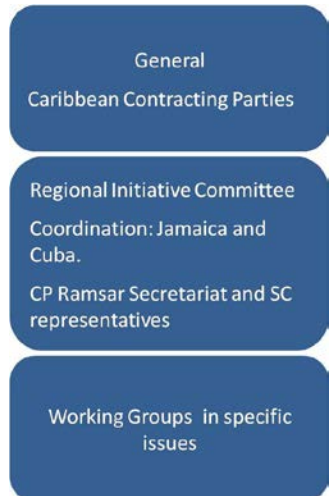 General
Caribbean Contracting Parties
Regional Initiative Committee
Coordination: Jamaica and
Cuba.
CP Ramsar Secretariat and SC
representatives
Working Groups in specific
issues